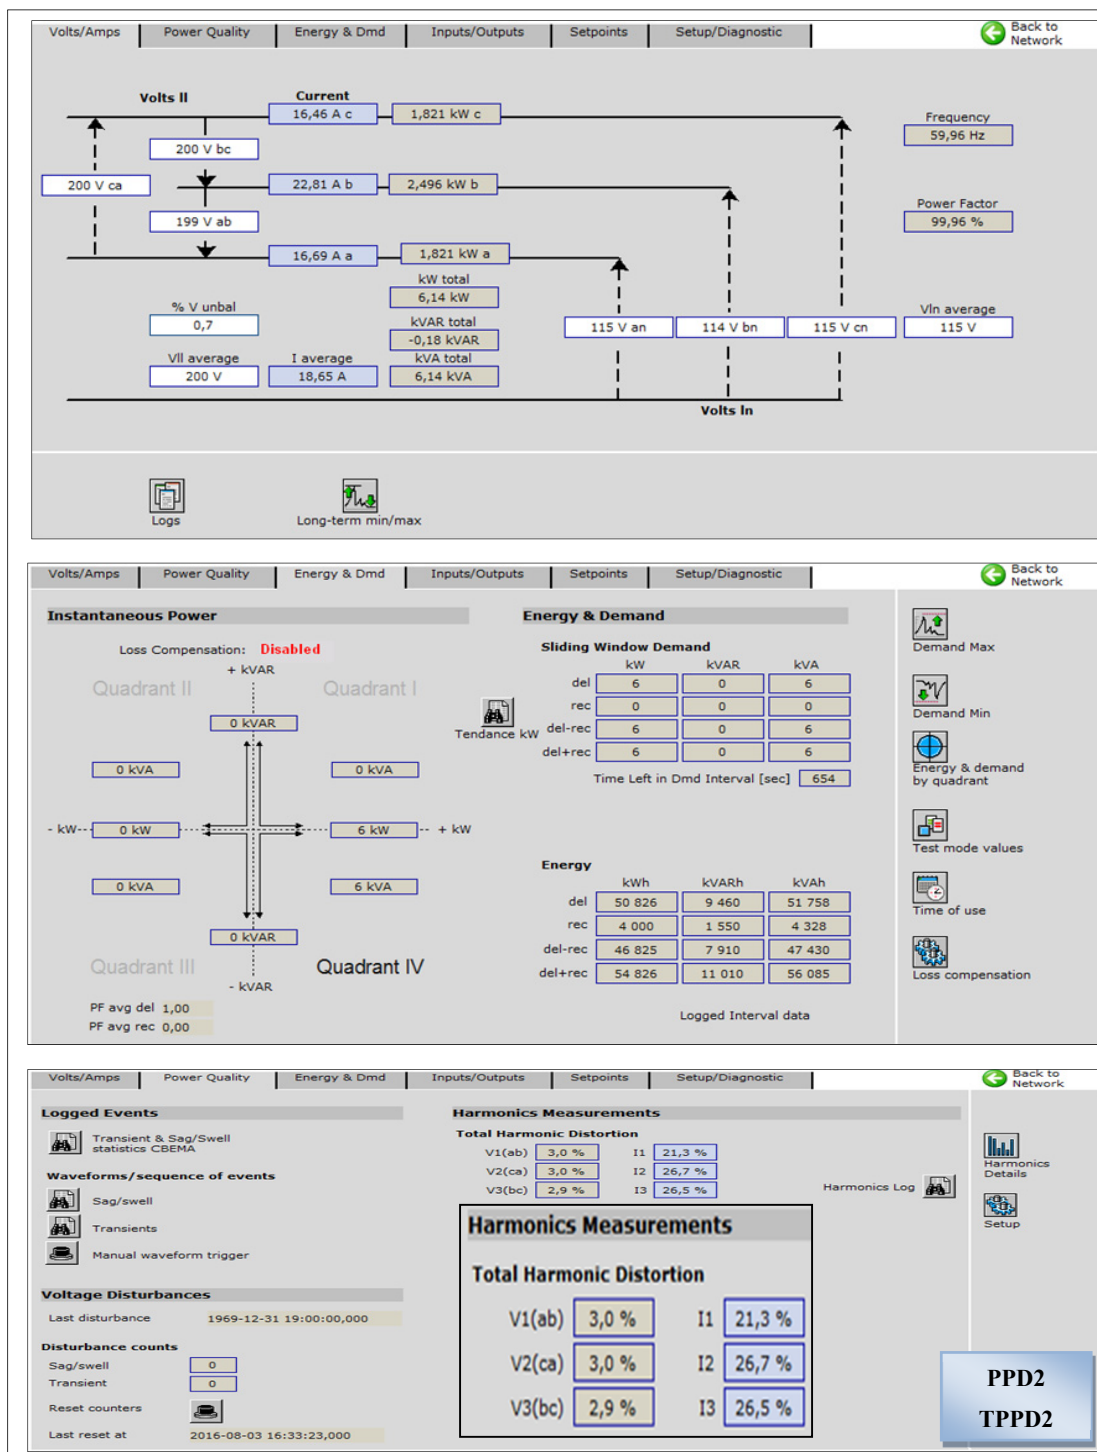 Volts/Amps Power Quality Energy & Dmd Inputs/Outputs Setpoints Setup/Diagnostic Back to
Network
Volts ll Current
16,46 A c 1,821 kW c Frequency
59,96 Hz
200 V bc
200 V ca 22,81 A b 2,496 kW b
Power Factor
199 V ab 99,96 %
16,69 A a 1,821 kW a
kW total
6,14 kW
% V unbal Vln average
0,7 kVAR total 115 V an 114 V bn 115 V cn 115 V
-0,18 kVAR
Vll average I average kVA total
200 V 18,65 A 6,14 kVA
Volts ln
Logs Long-term min/max
Volts/Amps Power Quality Energy & Dmd Inputs/Outputs Setpoints Setup/Diagnostic Back to
Network
Instantaneous Power Energy & Demand
Loss Compensation: Disabled Sliding Window Demand
Demand Max
+ kVAR kW kVAR kVA
Quadrant II Quadrant I del 6 0 6
rec 0 0 0
0 kVAR Tendance kW del-rec 6 0 6
Demand Min
del+rec 6 0 6
0 kVA 0 kVA Time Left in Dmd Interval [sec] 654
Energy & demand
by quadrant
- kW 0 kW 6 kW + kW
Test mode values
Energy
0 kVA 6 kVA kWh kVARh kVAh
del 50 826 9 460 51 758
Time of use
rec 4 000 1 550 4 328
0 kVAR del-rec 46 825 7 910 47 430
Quadrant III Quadrant IV del+rec 54 826 11 010 56 085
Loss compensation
- kVAR
PF avg del 1,00 Logged Interval data
PF avg rec 0,00
Volts/Amps Power Quality Energy & Dmd Inputs/Outputs Setpoints Setup/Diagnostic Back to
Network
Logged Events Harmonics Measurements
Transient & Sag/Swell
statistics CBEMA
Total Harmonic Distortion
V1(ab) 3,0 % I1 21,3 %
V2(ca) 3,0 % I2 26,7 %
V3(bc) 2,9 % I3 26,5 %
Harmonics Log
Harmonics
Details
Setup
Waveforms/sequence of events
Sag/swell
Transients
Manual waveform trigger
Harmonics Measurements
Total Harmonic Distortion
V1(ab) 3,0 % I1 21,3 %
V2(ca) 3,0 % I2 26,7 %
V3(bc) 2,9 % I3 26,5 %
Voltage Disturbances
Last disturbance 1969-12-31 19:00:00,000
Disturbance counts
Sag/swell 0
Transient 0
Reset counters
Last reset at 2016-08-03 16:33:23,000
PPD2
TPPD2